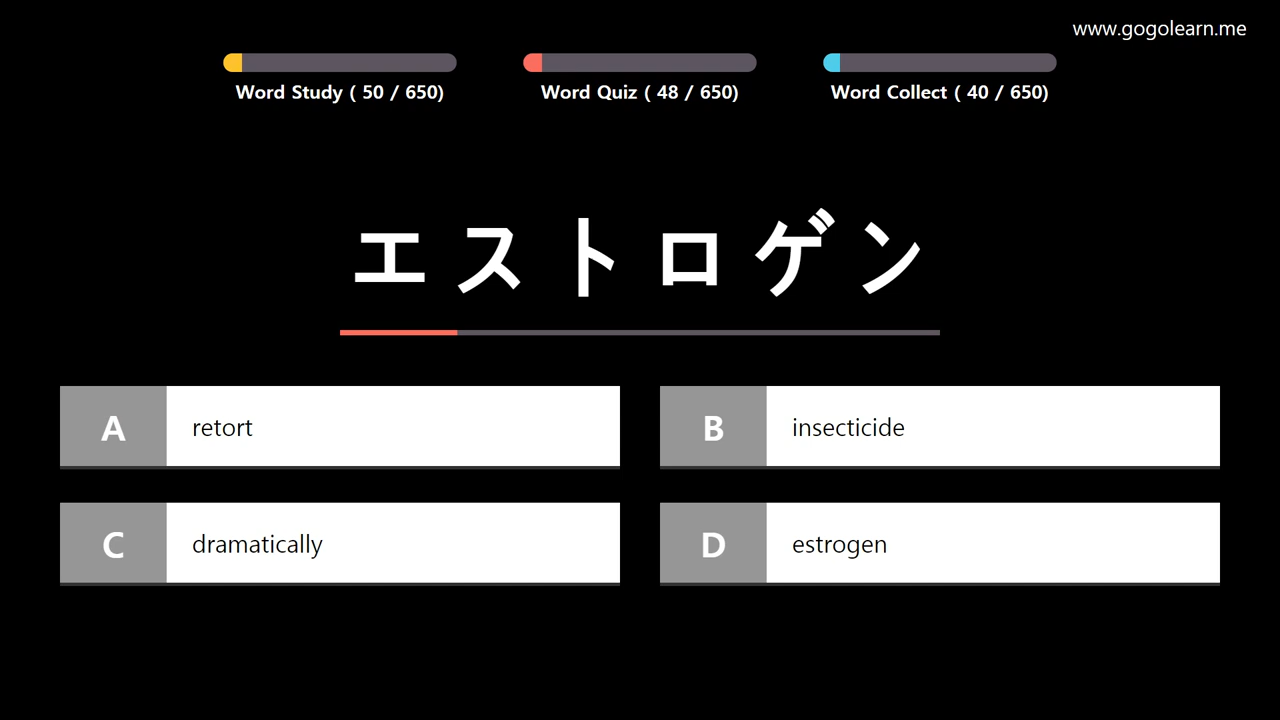 www.gogolearn.me
Word Study ( 50 / 650)
Word Quiz ( 48 / 650)
Word Collect ( 40 / 650)
エストロゲン
A retort
B insecticide
C dramatically
D estrogen